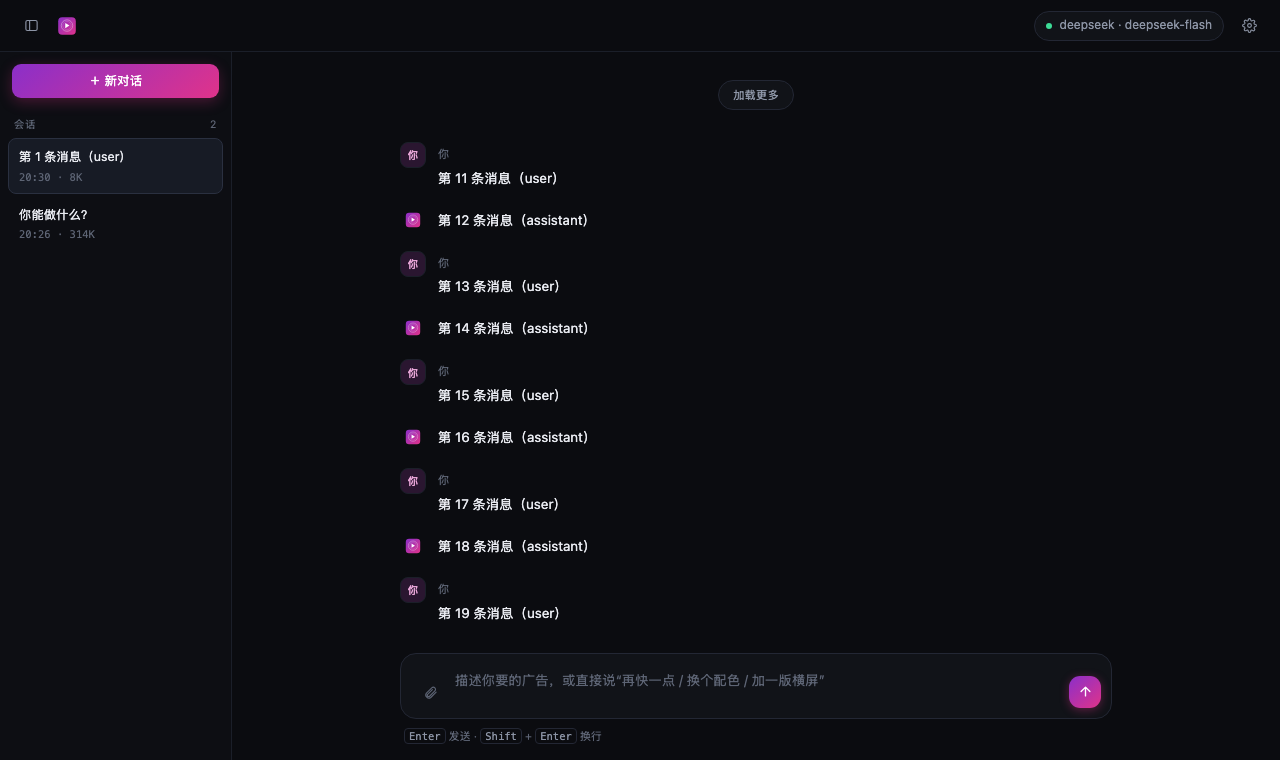 deepseek · deepseek-flash
+ 新对话
会话 2
第 1 条消息（user）
20:30 · 8K
你能做什么?
20:26 · 314K
加载更多
你 你
第 11 条消息（user）
第 12 条消息（assistant）
你 你
第 13 条消息（user）
第 14 条消息（assistant）
你 你
第 15 条消息（user）
第 16 条消息（assistant）
你 你
第 17 条消息（user）
第 18 条消息（assistant）
你 你
第 19 条消息（user）
描述你要的广告，或直接说“再快一点 / 换个配色 / 加一版横屏”
Enter 发送 · Shift + Enter 换行